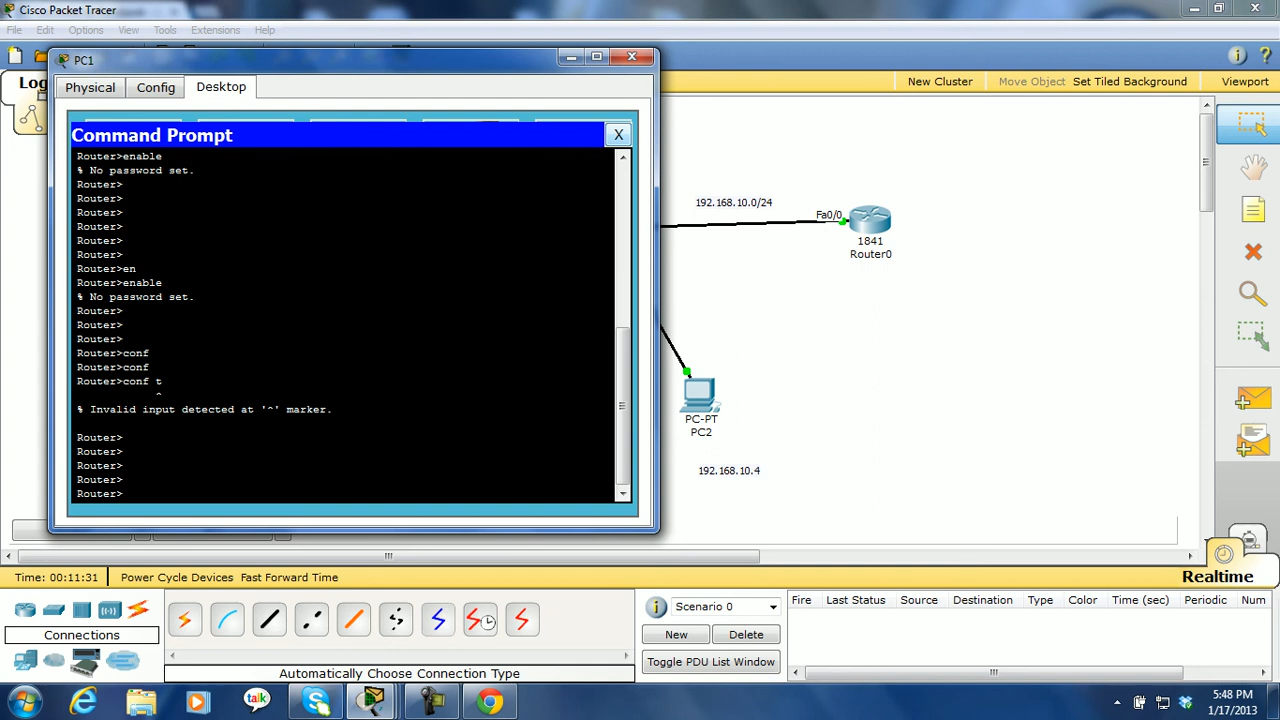 Cisco Packet Tracer
File Edit View Tools Extensions Help
PC1
Physical Config Desktop
Command Prompt
X
Router>enable
% No password set.
Router>
Router>
Router>
Router>
Router>
Router>
Router>en
Router>enable
% No password set.
Router>
Router>
Router>
Router>conf
Router>conf
Router>conf t
^
% Invalid input detected at '^' marker.
Router>
Router>
Router>
Router>
Router>
New Cluster Move Object Set Tiled Background Viewport
192.168.10.0/24
Fa0/0
1841
Router0
PC-PT
PC2
192.168.10.4
Time: 00:11:31 Power Cycle Devices Fast Forward Time
Realtime
Connections
Automatically Choose Connection Type
Scenario 0
New Delete
Toggle PDU List Window
Fire Last Status Source Destination Type Color Time (sec) Periodic Num
talk
5:48 PM
1/17/2013